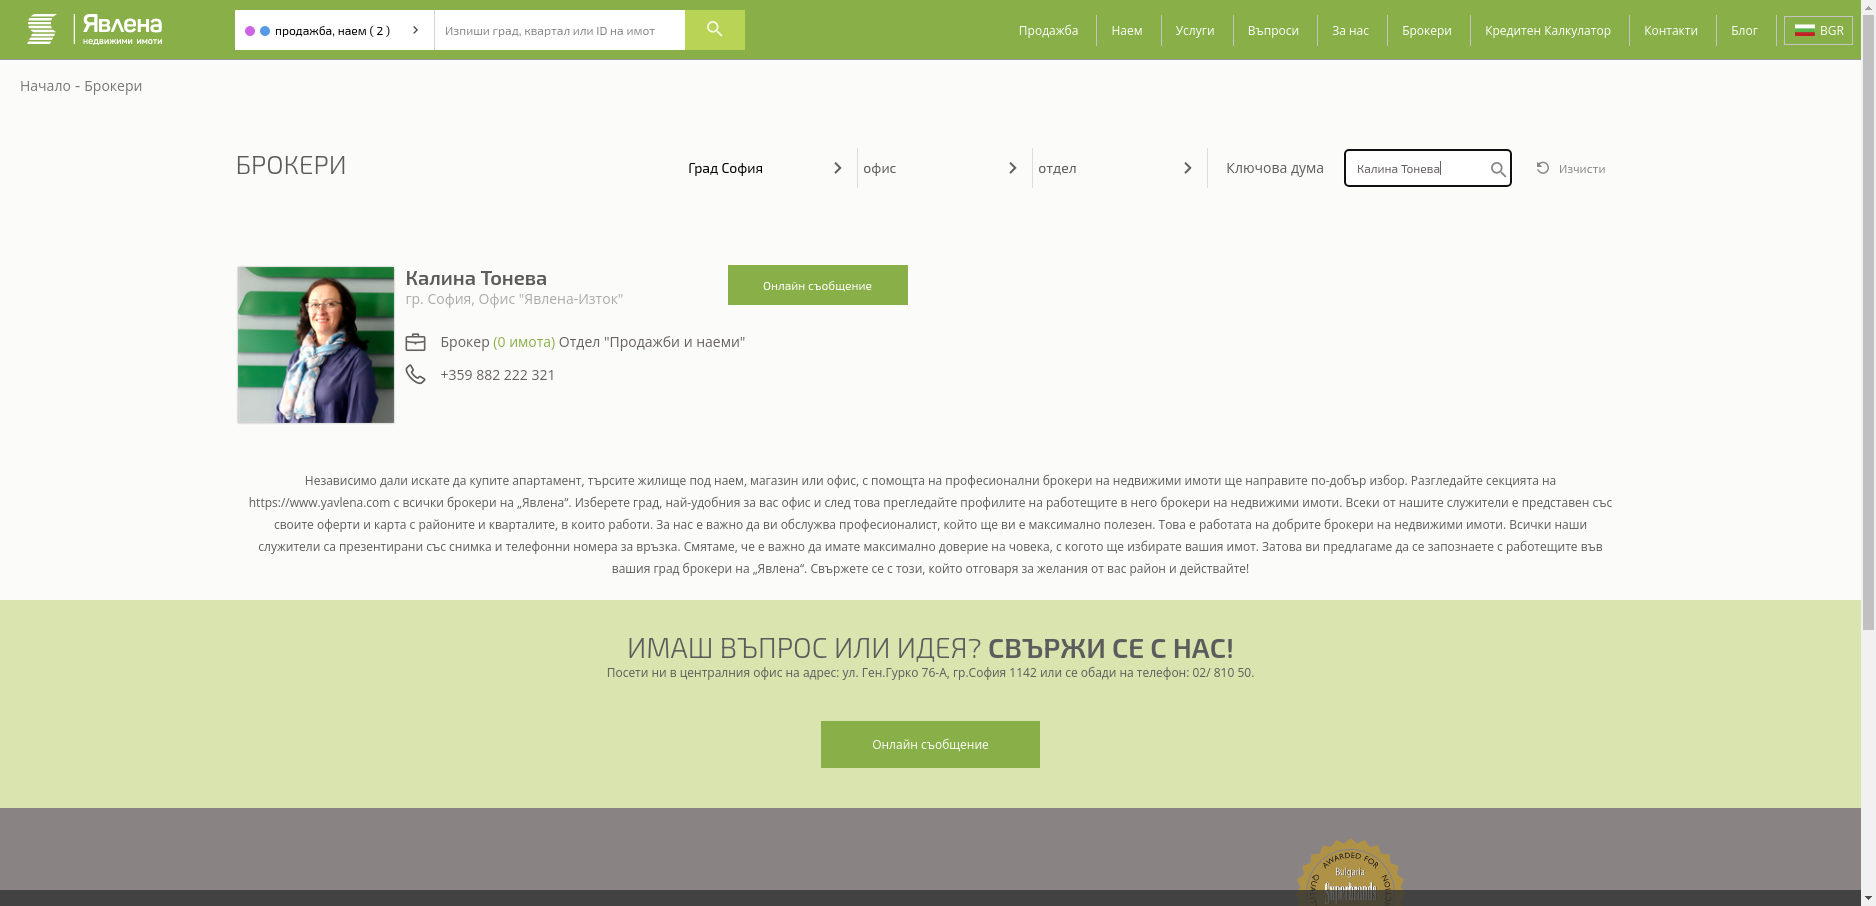 Явлена
недвижими имоти
продажба, наем ( 2 )
Изпиши град, квартал или ID на имот
Продажба
Наем
Услуги
Въпроси
За нас
Брокери
Кредитен Калкулатор
Контакти
Блог
BGR
Начало - Брокери
БРОКЕРИ
Град София
офис
отдел
Ключова дума
Калина Тонева
Изчисти
Калина Тонева
гр. София, Офис "Явлена-Изток"
Онлайн съобщение
Брокер (0 имота) Отдел "Продажби и наеми"
+359 882 222 321
Независимо дали искате да купите апартамент, търсите жилище под наем, магазин или офис, с помощта на професионални брокери на недвижими имоти ще направите по-добър избор. Разгледайте секцията на
https://www.yavlena.com с всички брокери на „Явлена“. Изберете град, най-удобния за вас офис и след това прегледайте профилите на работещите в него брокери на недвижими имоти. Всеки от нашите служители е представен със
своите оферти и карта с районите и кварталите, в които работи. За нас е важно да ви обслужва професионалист, който ще ви е максимално полезен. Това е работата на добрите брокери на недвижими имоти. Всички наши
служители са презентирани със снимка и телефонни номера за връзка. Смятаме, че е важно да имате максимално доверие на човека, с когото ще избирате вашия имот. Затова ви предлагаме да се запознаете с работещите във
вашия град брокери на „Явлена“. Свържете се с този, който отговаря за желания от вас район и действайте!
ИМАШ ВЪПРОС ИЛИ ИДЕЯ? СВЪРЖИ СЕ С НАС!
Посети ни в централния офис на адрес: ул. Ген.Гурко 76-А, гр.София 1142 или се обади на телефон: 02/ 810 50.
Онлайн съобщение
AWARDED FOR
Bulgaria